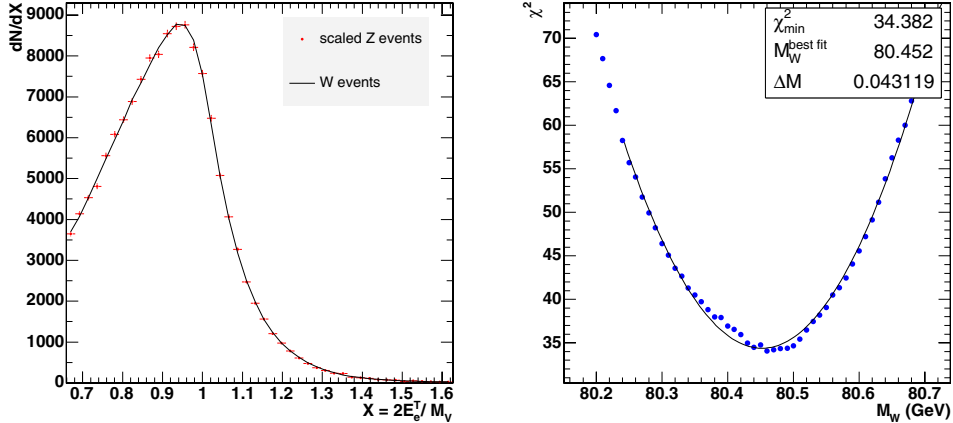 dN/dX
9000
8000
7000
6000
5000
4000
3000
2000
1000
0
0.7 0.8 0.9 1 1.1 1.2 1.3 1.4 1.5 1.6
X = 2E_e^T/ M_V
scaled Z events
W events
χ²
70
65
60
55
50
45
40
35
80.2 80.3 80.4 80.5 80.6 80.7
M_W (GeV)
χ²_min 34.382
M_W^best fit 80.452
ΔM 0.043119